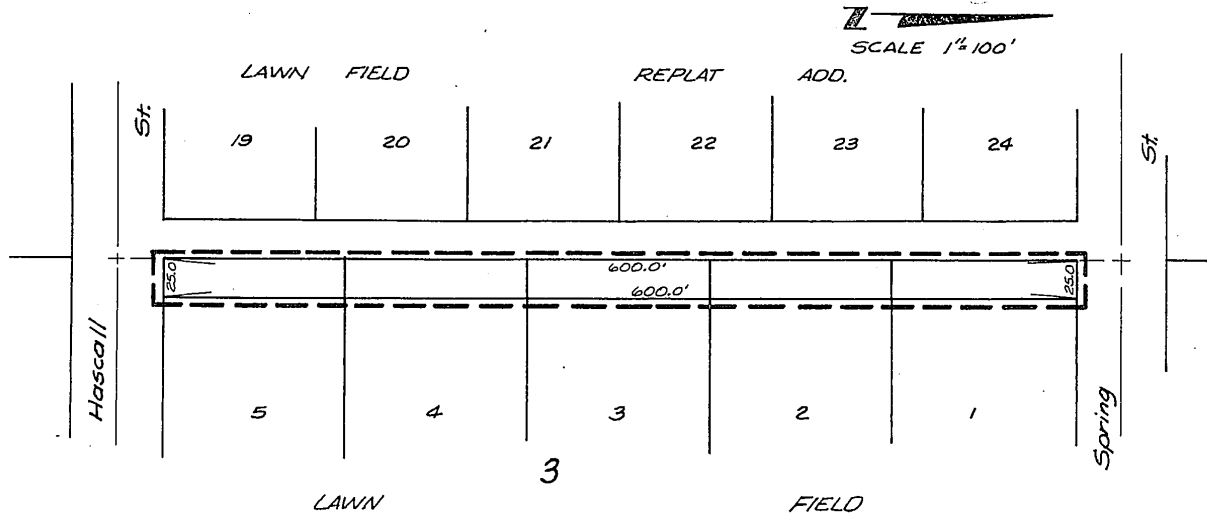 Z
SCALE 1"=100'
LAWN FIELD REPLAT ADD.
St.
19 20 21 22 23 24
St.
600.0'
25.0 25.0
600.0'
Hascall
5 4 3 2 1
Spring
3
LAWN FIELD